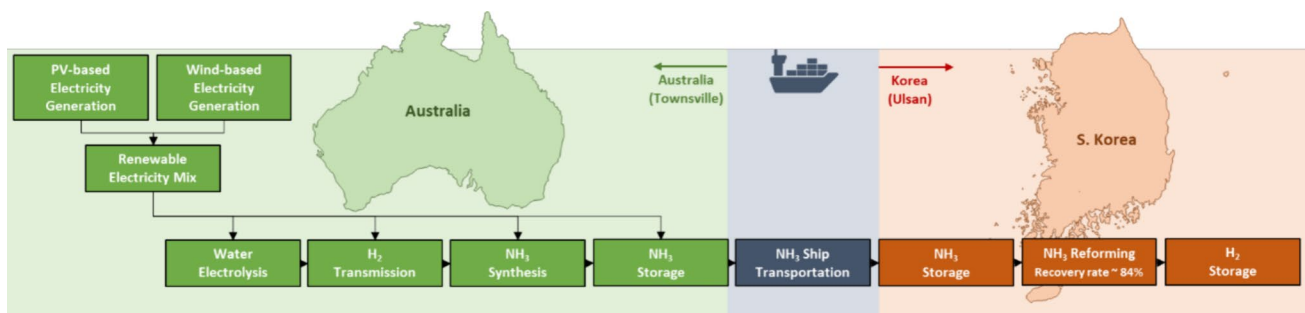 PV-based
Electricity
Generation
Wind-based
Electricity
Generation
Renewable
Electricity Mix
Australia
Australia
(Townsville)
Korea
(Ulsan)
S. Korea
Water
Electrolysis
H₂
Transmission
NH₃
Synthesis
NH₃
Storage
NH₃ Ship
Transportation
NH₃
Storage
NH₃ Reforming
Recovery rate ~ 84%
H₂
Storage